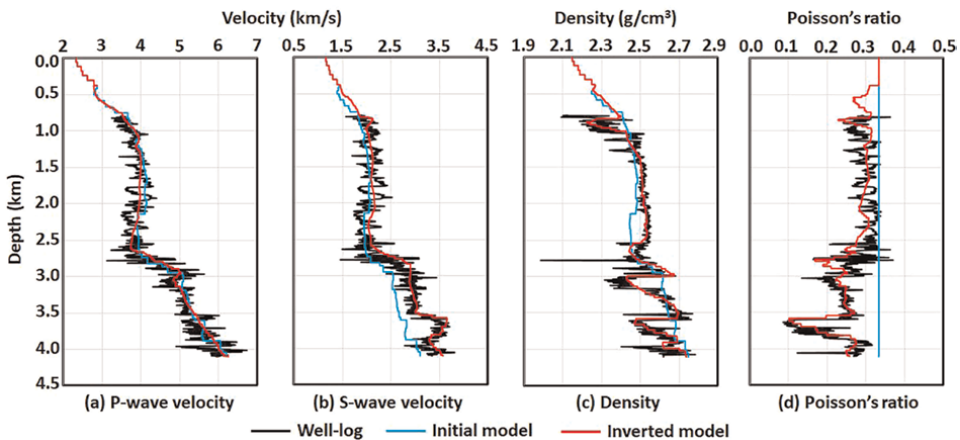 Velocity (km/s) Density (g/cm³) Poisson's ratio
2 3 4 5 6 7 0.5 1.5 2.5 3.5 4.5 1.9 2.1 2.3 2.5 2.7 2.9 0.0 0.1 0.2 0.3 0.4 0.5
0.0
0.5
1.0
1.5
2.0
2.5
3.0
3.5
4.0
4.5
Depth (km)
(a) P-wave velocity (b) S-wave velocity (c) Density (d) Poisson's ratio
Well-log Initial model Inverted model